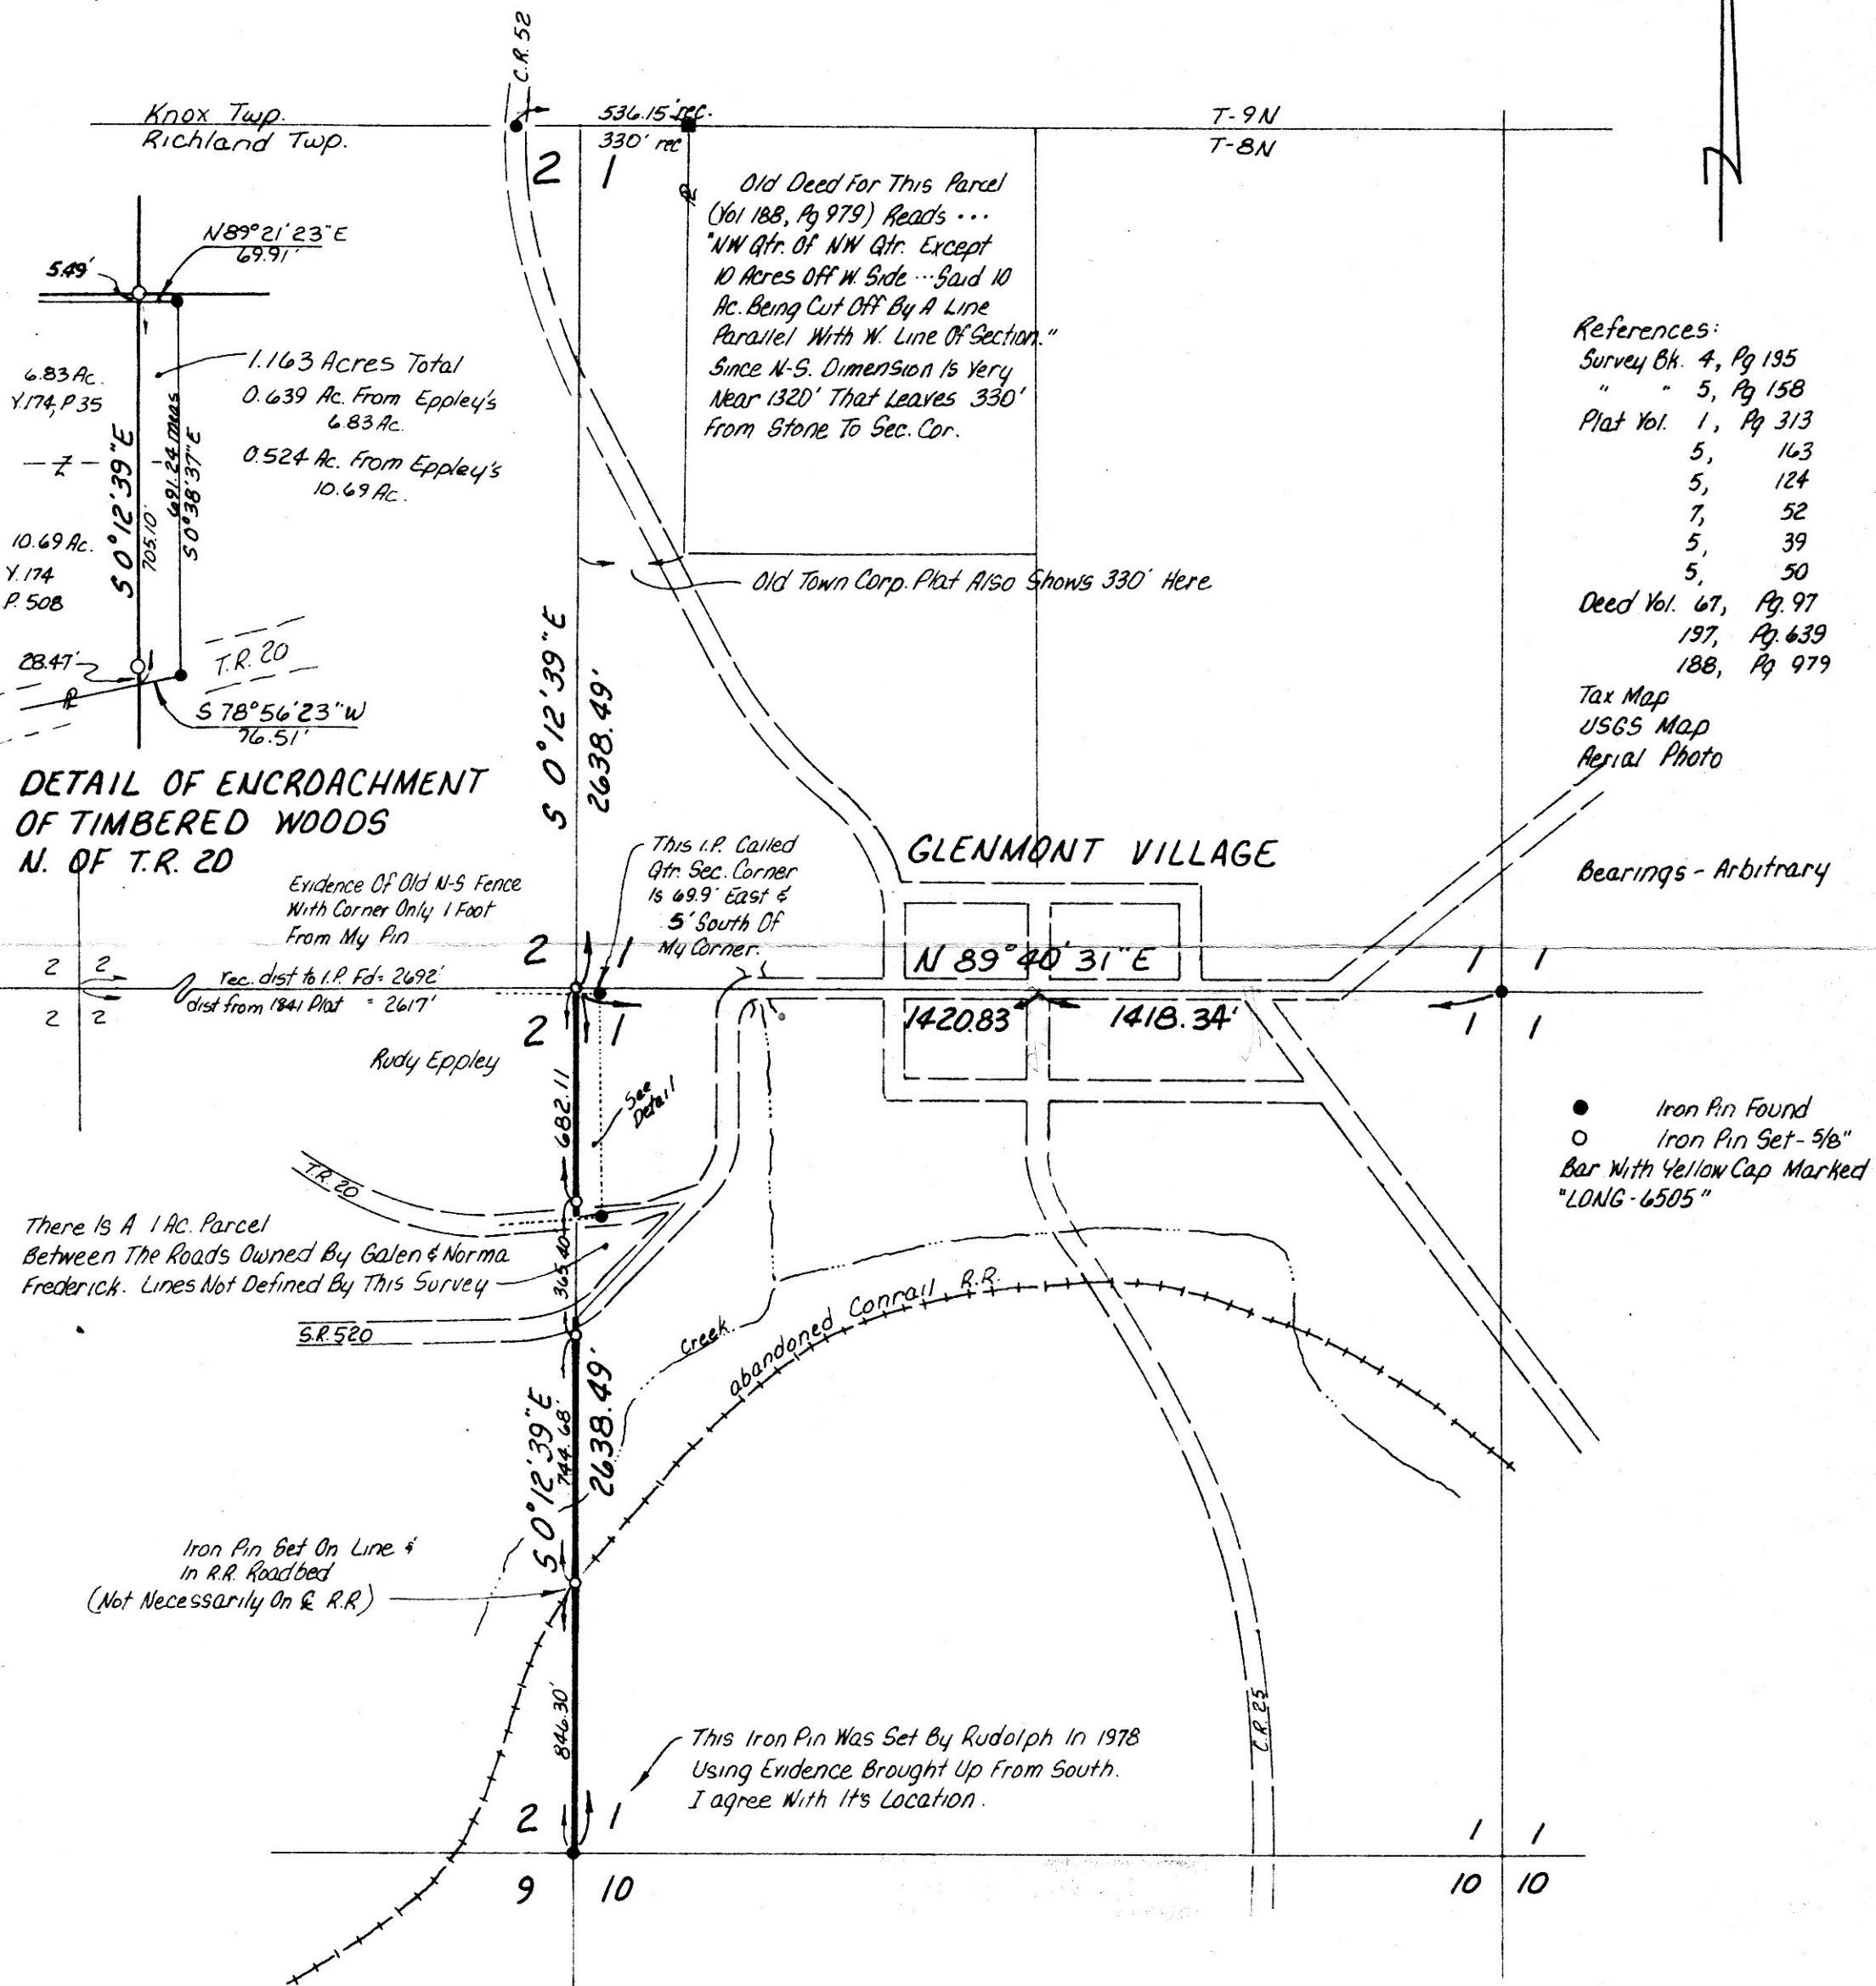 C.R. 52
Knox Twp.
Richland Twp.
536.15' rec.
330' rec
T-9N
T-8N
2 1
Old Deed For This Parcel
(Vol 188, Pg 979) Reads ...
"NW Qtr. Of NW Qtr. Except
10 Acres Off W. Side ... Said 10
Ac. Being Cut Off By A Line
Parallel With W. Line Of Section."
Since N-S. Dimension Is Very
Near 1320' That Leaves 330'
From Stone To Sec. Cor.
N89°21'23"E
69.91'
5.49'
1.163 Acres Total
0.639 Ac. From Eppley's
6.83 Ac.
0.524 Ac. From Eppley's
10.69 Ac.
6.83 Ac.
V.174, P 35
S 0°12'39"E
705.10'
691.24 meas
S 0°38'37"E
10.69 Ac.
V. 174
P. 508
28.47'
T.R. 20
S 78°56'23"W
76.51'
DETAIL OF ENCROACHMENT
OF TIMBERED WOODS
N. OF T.R. 20
References:
Survey Bk. 4, Pg 195
" " 5, Pg 158
Plat Vol. 1, Pg 313
5, 163
5, 124
7, 52
5, 39
5, 50
Deed Vol. 67, Pg. 97
197, Pg. 639
188, Pg 979
Tax Map
USGS Map
Aerial Photo
Bearings - Arbitrary
Old Town Corp. Plat Also Shows 330' Here
S 0°12'39"E
2638.49'
This I.P. Called
Qtr. Sec. Corner
Is 69.9' East &
5' South Of
My Corner.
GLENMONT VILLAGE
Evidence Of Old N-S Fence
With Corner Only 1 Foot
From My Pin
2 2
2 2
rec. dist to I.P. Fd = 2692'
dist from 1841 Plat = 2617'
2 1
2 1
N 89°40'31"E
1420.83
1418.34'
1 1
1 1
Rudy Eppley
682.11
See
Detail
● Iron Pin Found
○ Iron Pin Set - 5/8"
Bar With Yellow Cap Marked
"LONG-6505"
T.R. 20
There Is A 1 Ac. Parcel
Between The Roads Owned By Galen & Norma
Frederick. Lines Not Defined By This Survey
365.40
S.R. 520
creek
abandoned Conrail R.R.
S 0°12'39"E
744.68'
2638.49'
Iron Pin Set On Line &
In R.R. Roadbed
(Not Necessarily On ℄ R.R)
846.30'
C.R. 25
This Iron Pin Was Set By Rudolph In 1978
Using Evidence Brought Up From South.
I agree With It's Location.
2 1
9 10
1 1
10 10